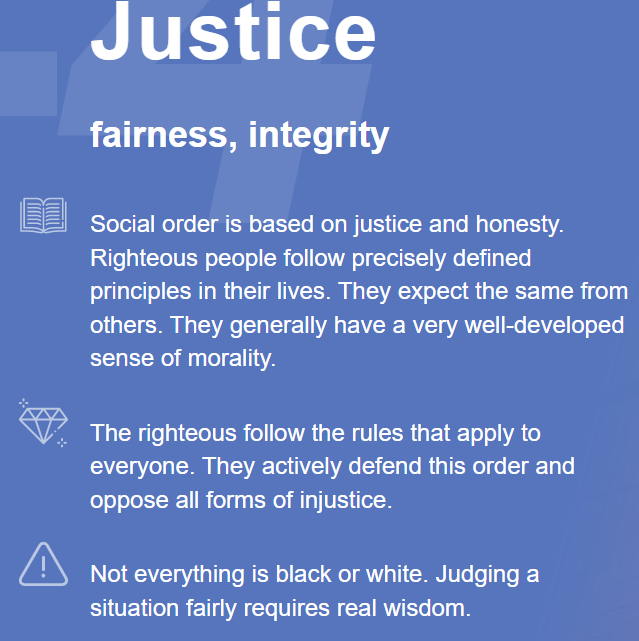 Justice
fairness, integrity
Social order is based on justice and honesty.
Righteous people follow precisely defined
principles in their lives. They expect the same from
others. They generally have a very well-developed
sense of morality.
The righteous follow the rules that apply to
everyone. They actively defend this order and
oppose all forms of injustice.
Not everything is black or white. Judging a
situation fairly requires real wisdom.